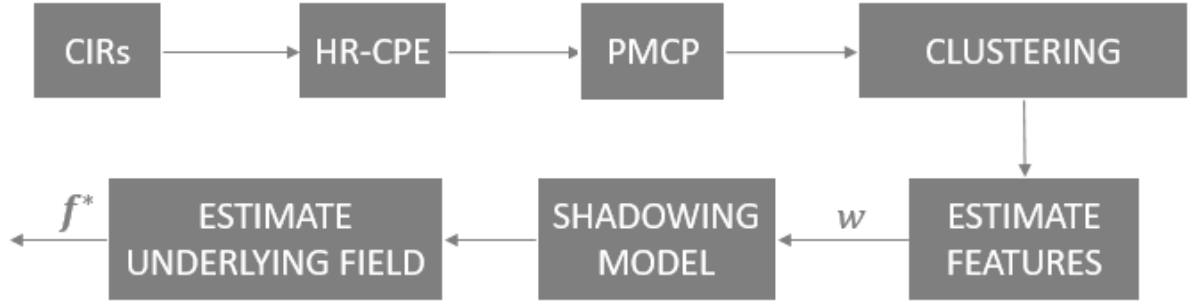 CIRs
HR-CPE
PMCP
CLUSTERING
ESTIMATE
FEATURES
w
SHADOWING
MODEL
ESTIMATE
UNDERLYING FIELD
f*